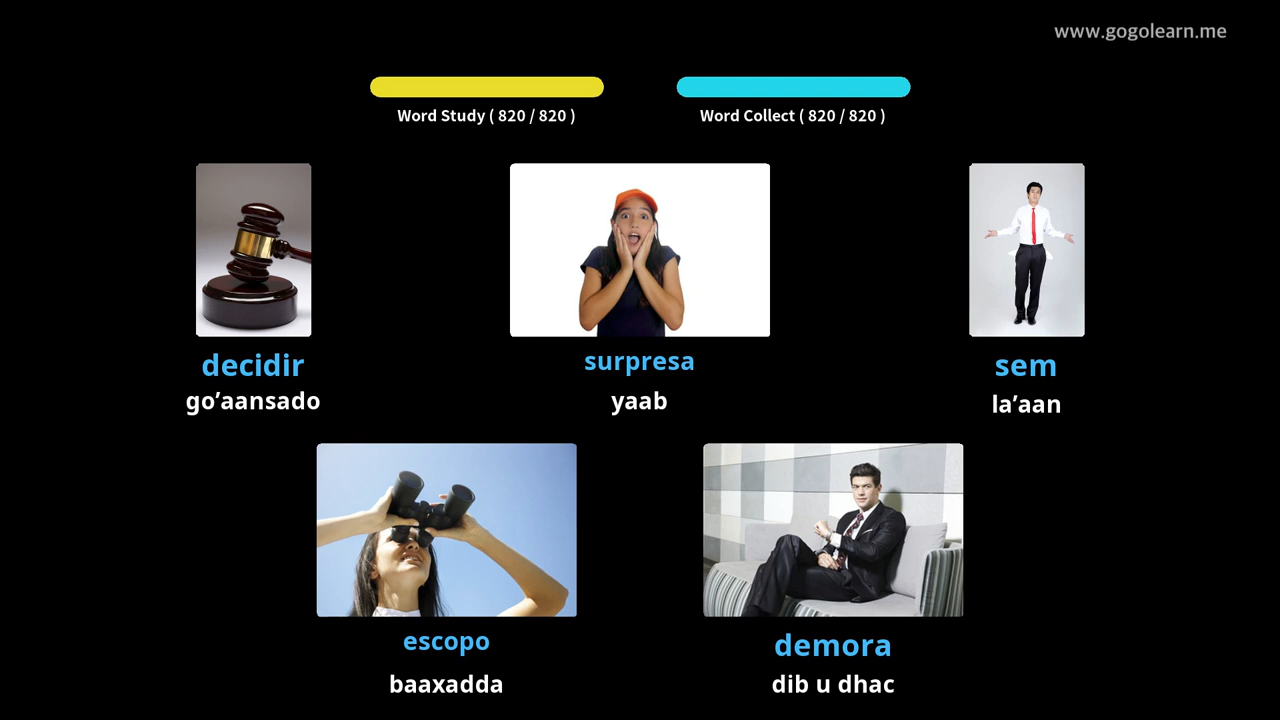 www.gogolearn.me
Word Study ( 820 / 820 )
Word Collect ( 820 / 820 )
decidir
go’aansado
surpresa
yaab
sem
la’aan
escopo
baaxadda
demora
dib u dhac